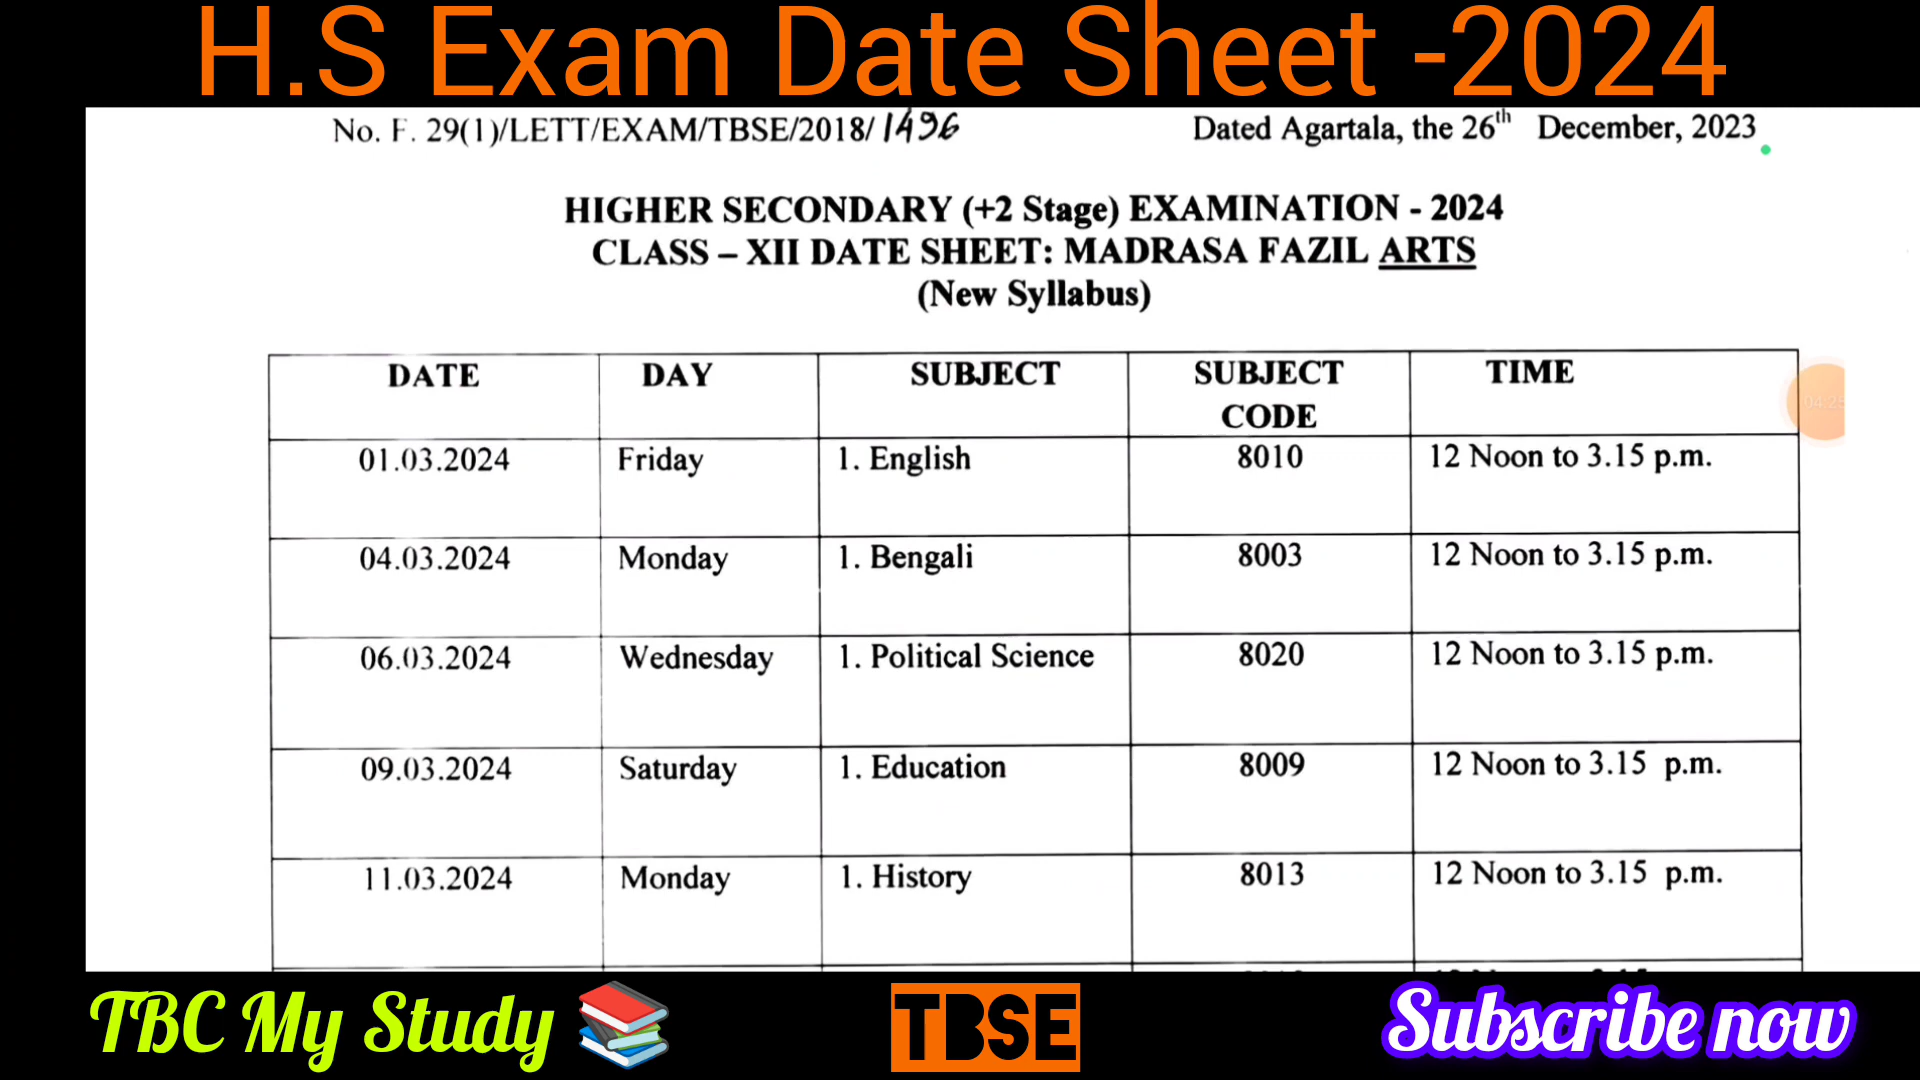 H.S Exam Date Sheet -2024
No. F. 29(1)/LETT/EXAM/TBSE/2018/1496 Dated Agartala, the 26th December, 2023
HIGHER SECONDARY (+2 Stage) EXAMINATION - 2024
CLASS – XII DATE SHEET: MADRASA FAZIL ARTS
(New Syllabus)
DATE DAY SUBJECT SUBJECT CODE TIME
01.03.2024 Friday 1. English 8010 12 Noon to 3.15 p.m.
04.03.2024 Monday 1. Bengali 8003 12 Noon to 3.15 p.m.
06.03.2024 Wednesday 1. Political Science 8020 12 Noon to 3.15 p.m.
09.03.2024 Saturday 1. Education 8009 12 Noon to 3.15 p.m.
11.03.2024 Monday 1. History 8013 12 Noon to 3.15 p.m.
TBC My Study TBSE Subscribe now